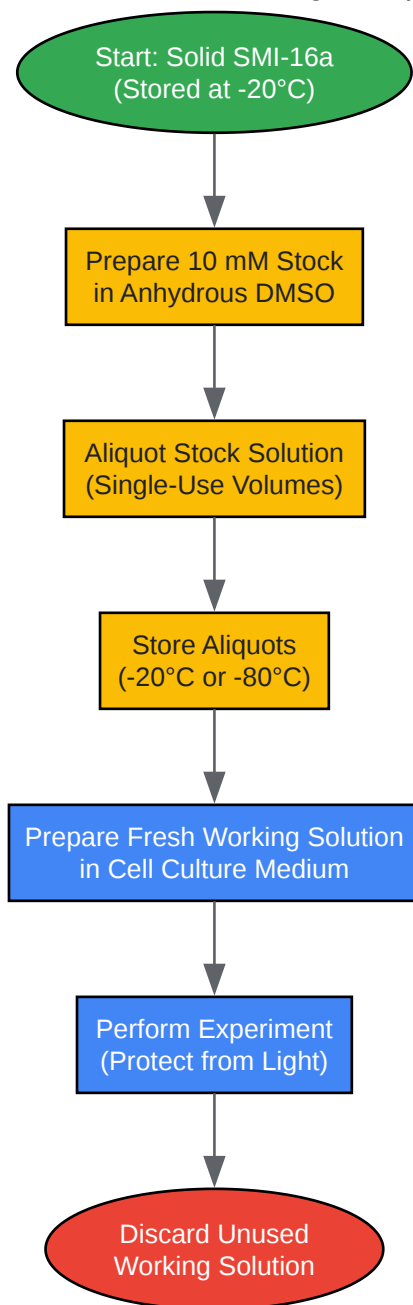 Start: Solid SMI-16a
(Stored at -20°C)
Prepare 10 mM Stock
in Anhydrous DMSO
Aliquot Stock Solution
(Single-Use Volumes)
Store Aliquots
(-20°C or -80°C)
Prepare Fresh Working Solution
in Cell Culture Medium
Perform Experiment
(Protect from Light)
Discard Unused
Working Solution